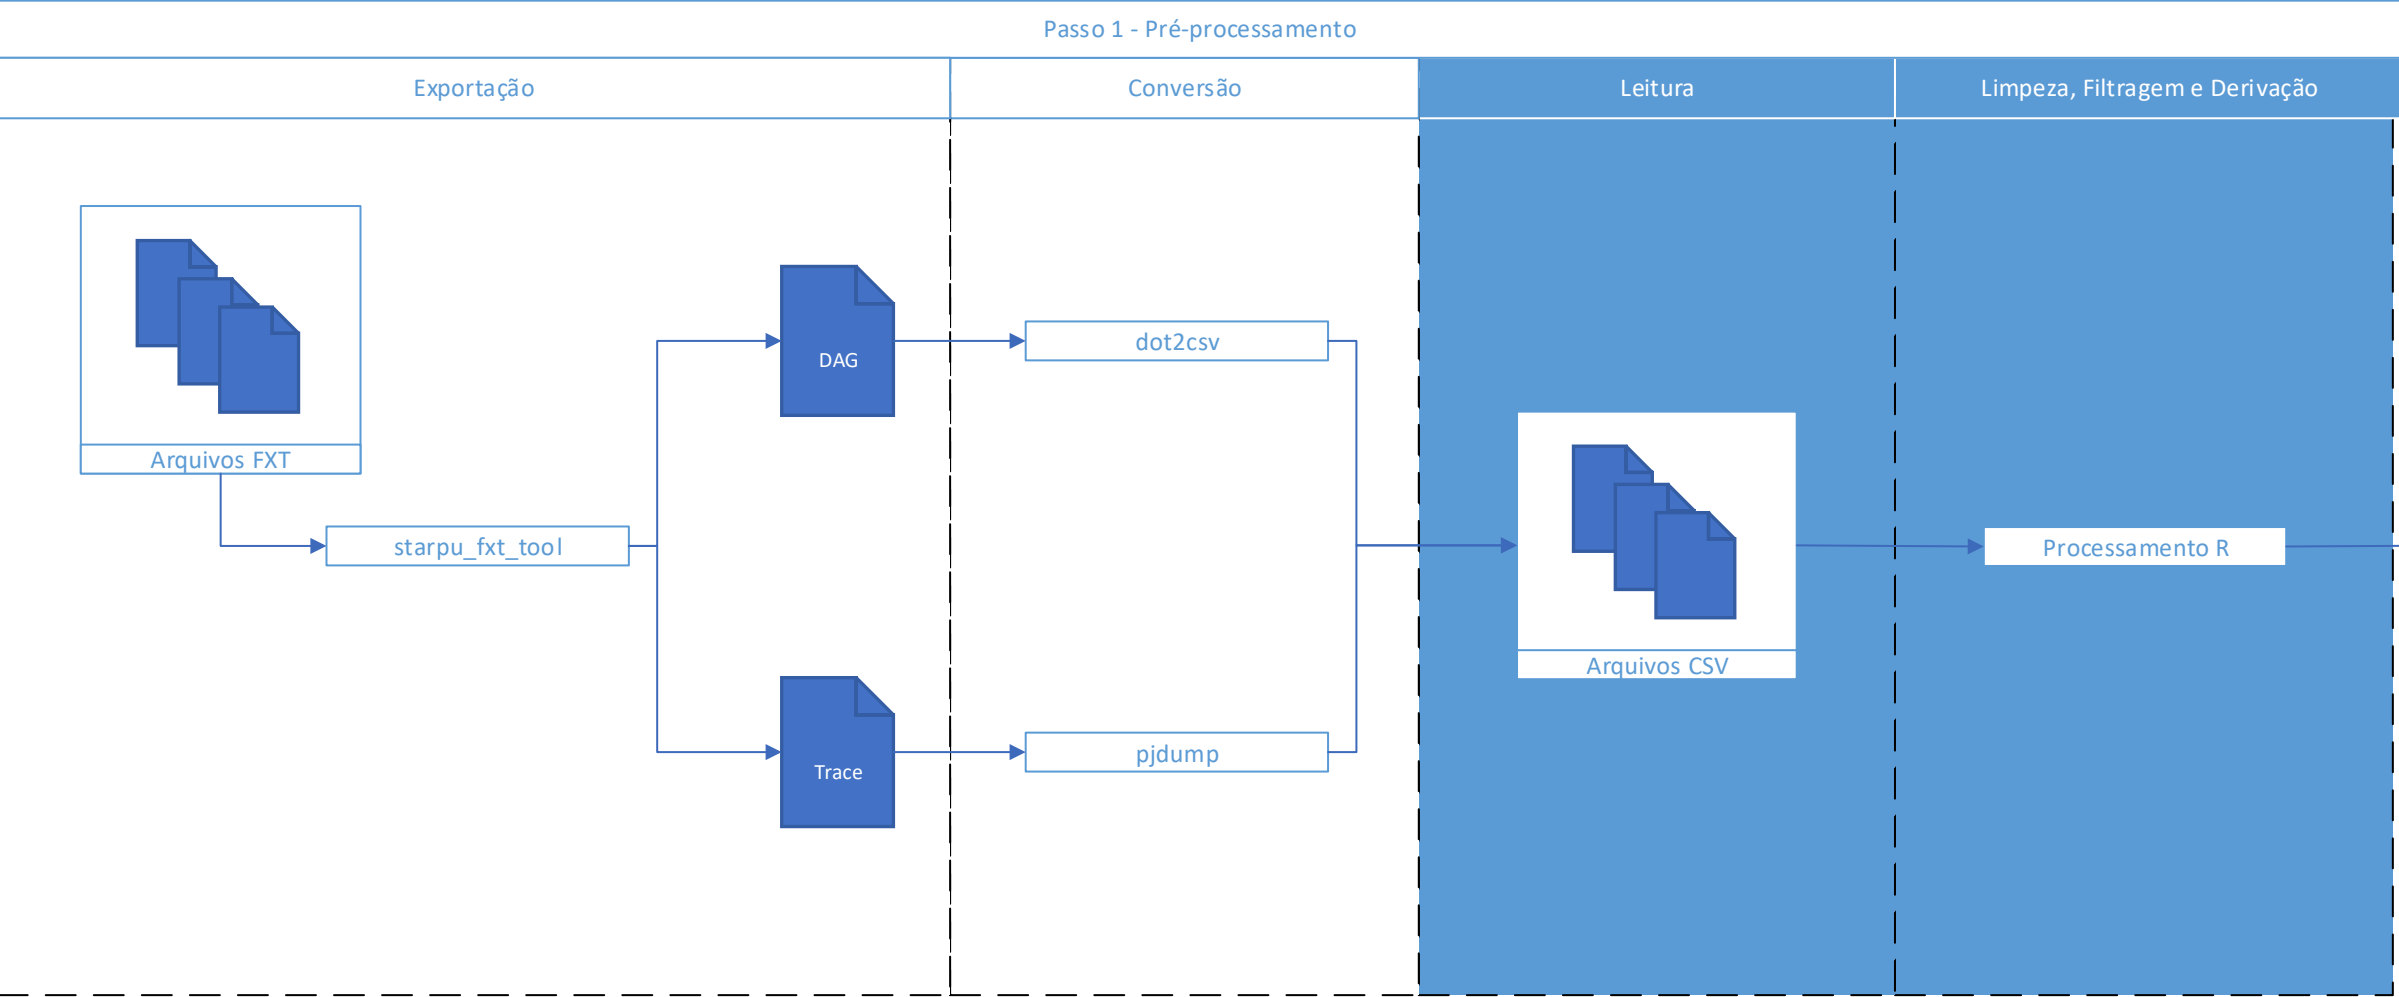 Passo 1 - Pré-processamento
Exportação
Conversão
Leitura
Limpeza, Filtragem e Derivação
Arquivos FXT
starpu_fxt_tool
DAG
Trace
dot2csv
pjdump
Arquivos CSV
Processamento R